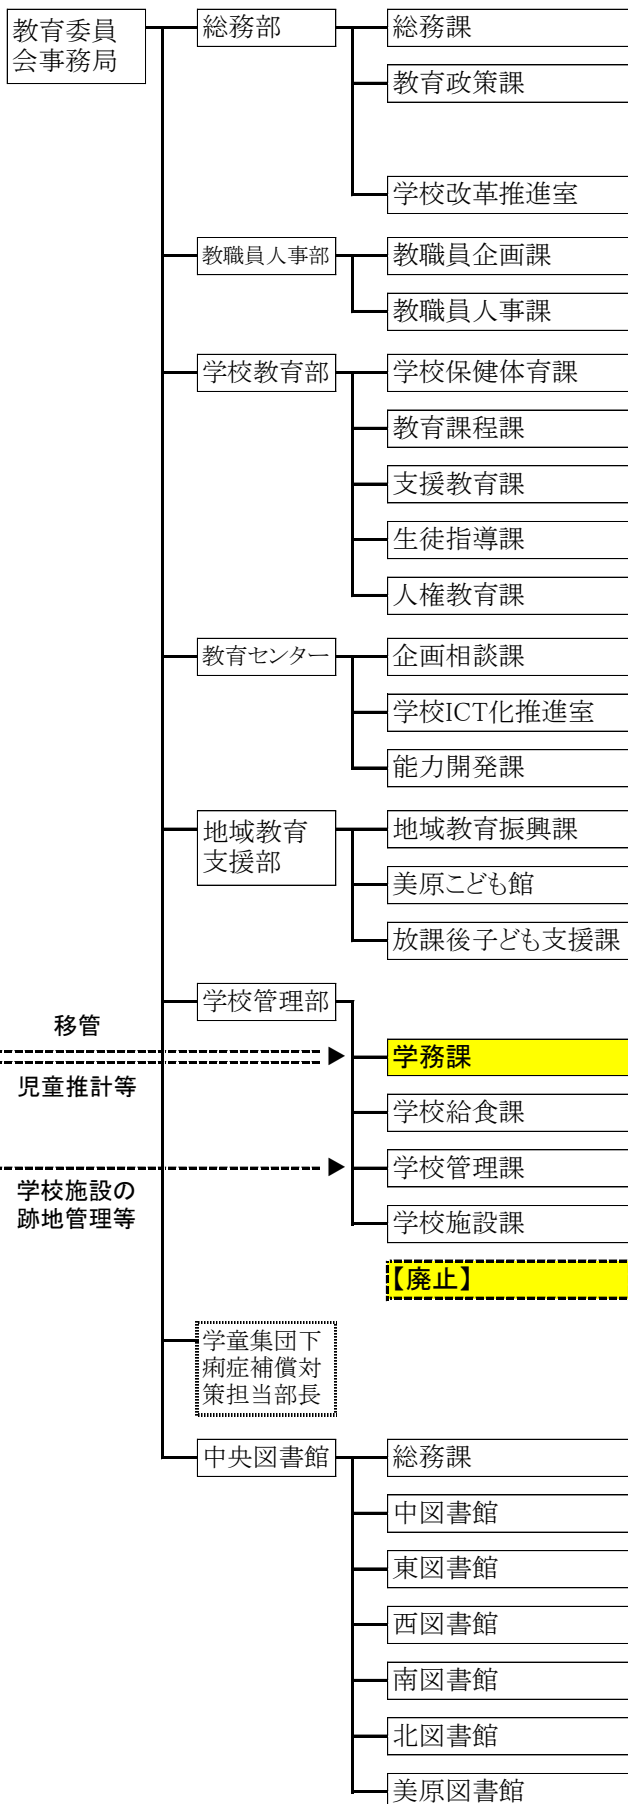 教育委員
会事務局
総務部
総務課
教育政策課
学校改革推進室
教職員人事部
教職員企画課
教職員人事課
学校教育部
学校保健体育課
教育課程課
支援教育課
生徒指導課
人権教育課
教育センター
企画相談課
学校ICT化推進室
能力開発課
地域教育
支援部
地域教育振興課
美原こども館
放課後子ども支援課
学校管理部
移管
児童推計等
学務課
学校給食課
学校管理課
学校施設の
跡地管理等
学校施設課
【廃止】
学童集団下
痢症補償対
策担当部長
中央図書館
総務課
中図書館
東図書館
西図書館
南図書館
北図書館
美原図書館